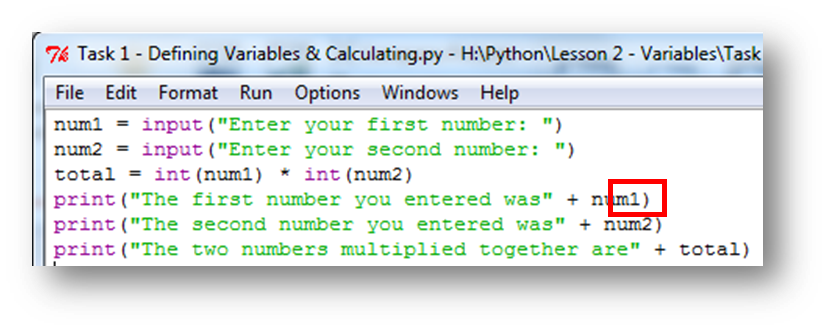 Task 1 - Defining Variables & Calculating.py - H:\Python\Lesson 2 - Variables\Task
File Edit Format Run Options Windows Help
num1 = input("Enter your first number: ")
num2 = input("Enter your second number: ")
total = int(num1) * int(num2)
print("The first number you entered was" + num1)
print("The second number you entered was" + num2)
print("The two numbers multiplied together are" + total)